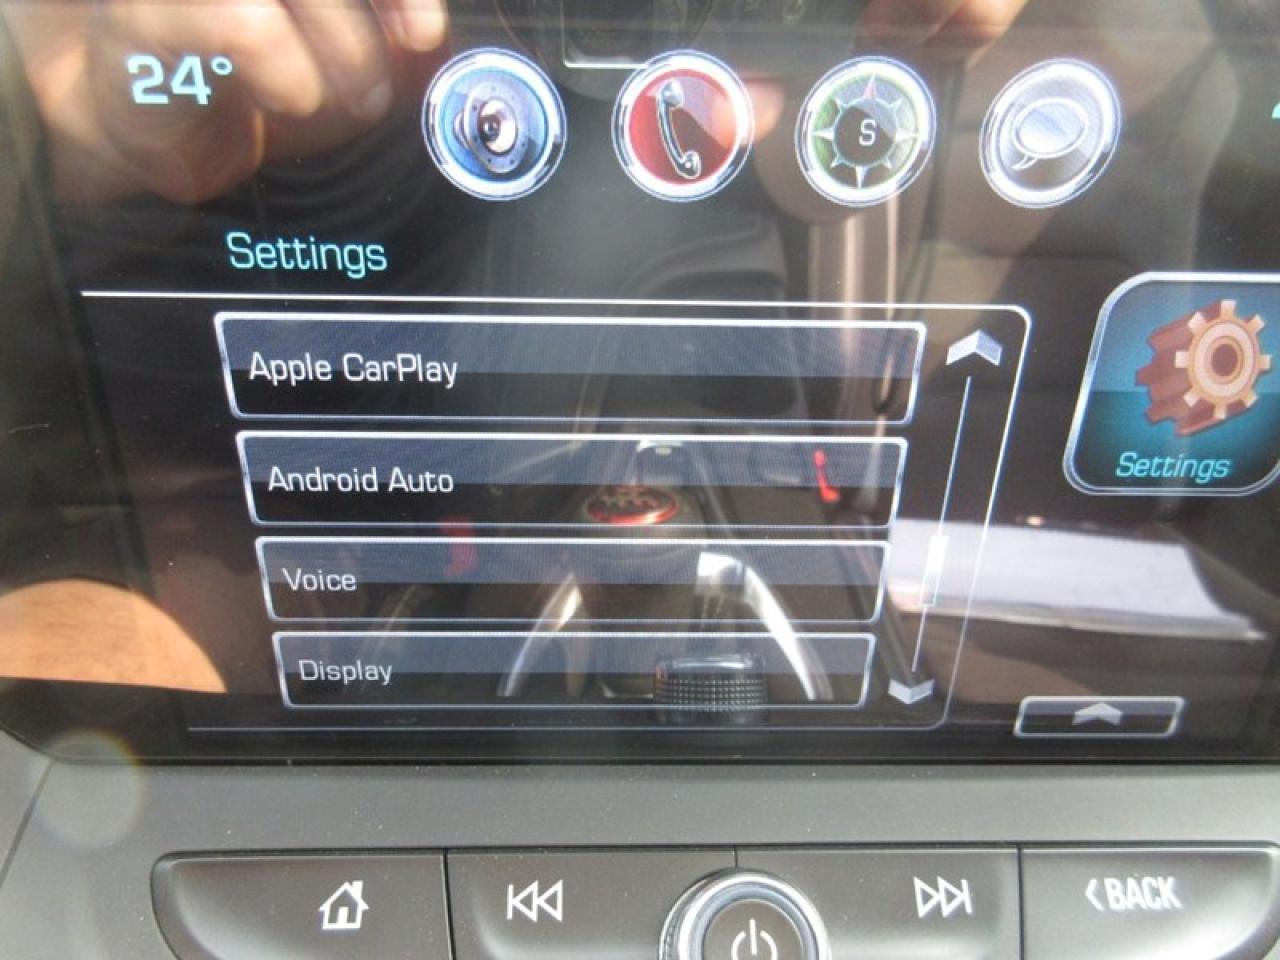 24°
S
Settings
Apple CarPlay
Android Auto
Voice
Display
Settings
BACK